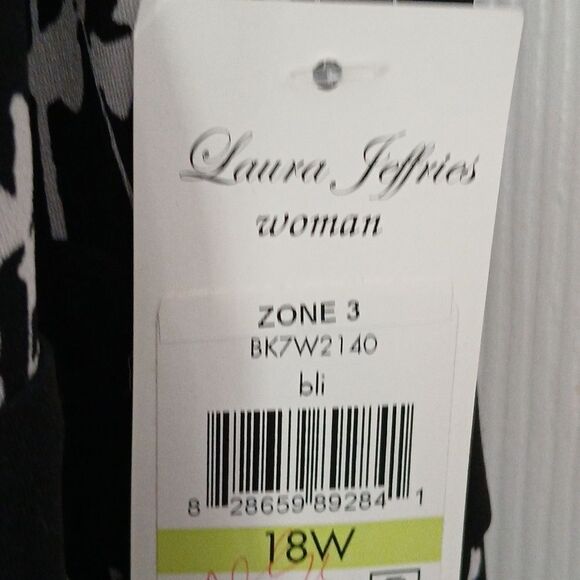 Laura Jeffries
woman
ZONE 3
BK7W2140
bli
8 28659 89284 1
18W